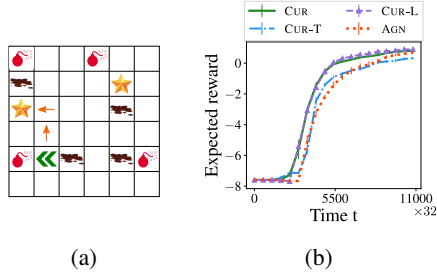 CUR
CUR-L
CUR-T
AGN
Expected reward
0
−2
−4
−6
−8
0
5500
11000
×32
Time t
(a)
(b)